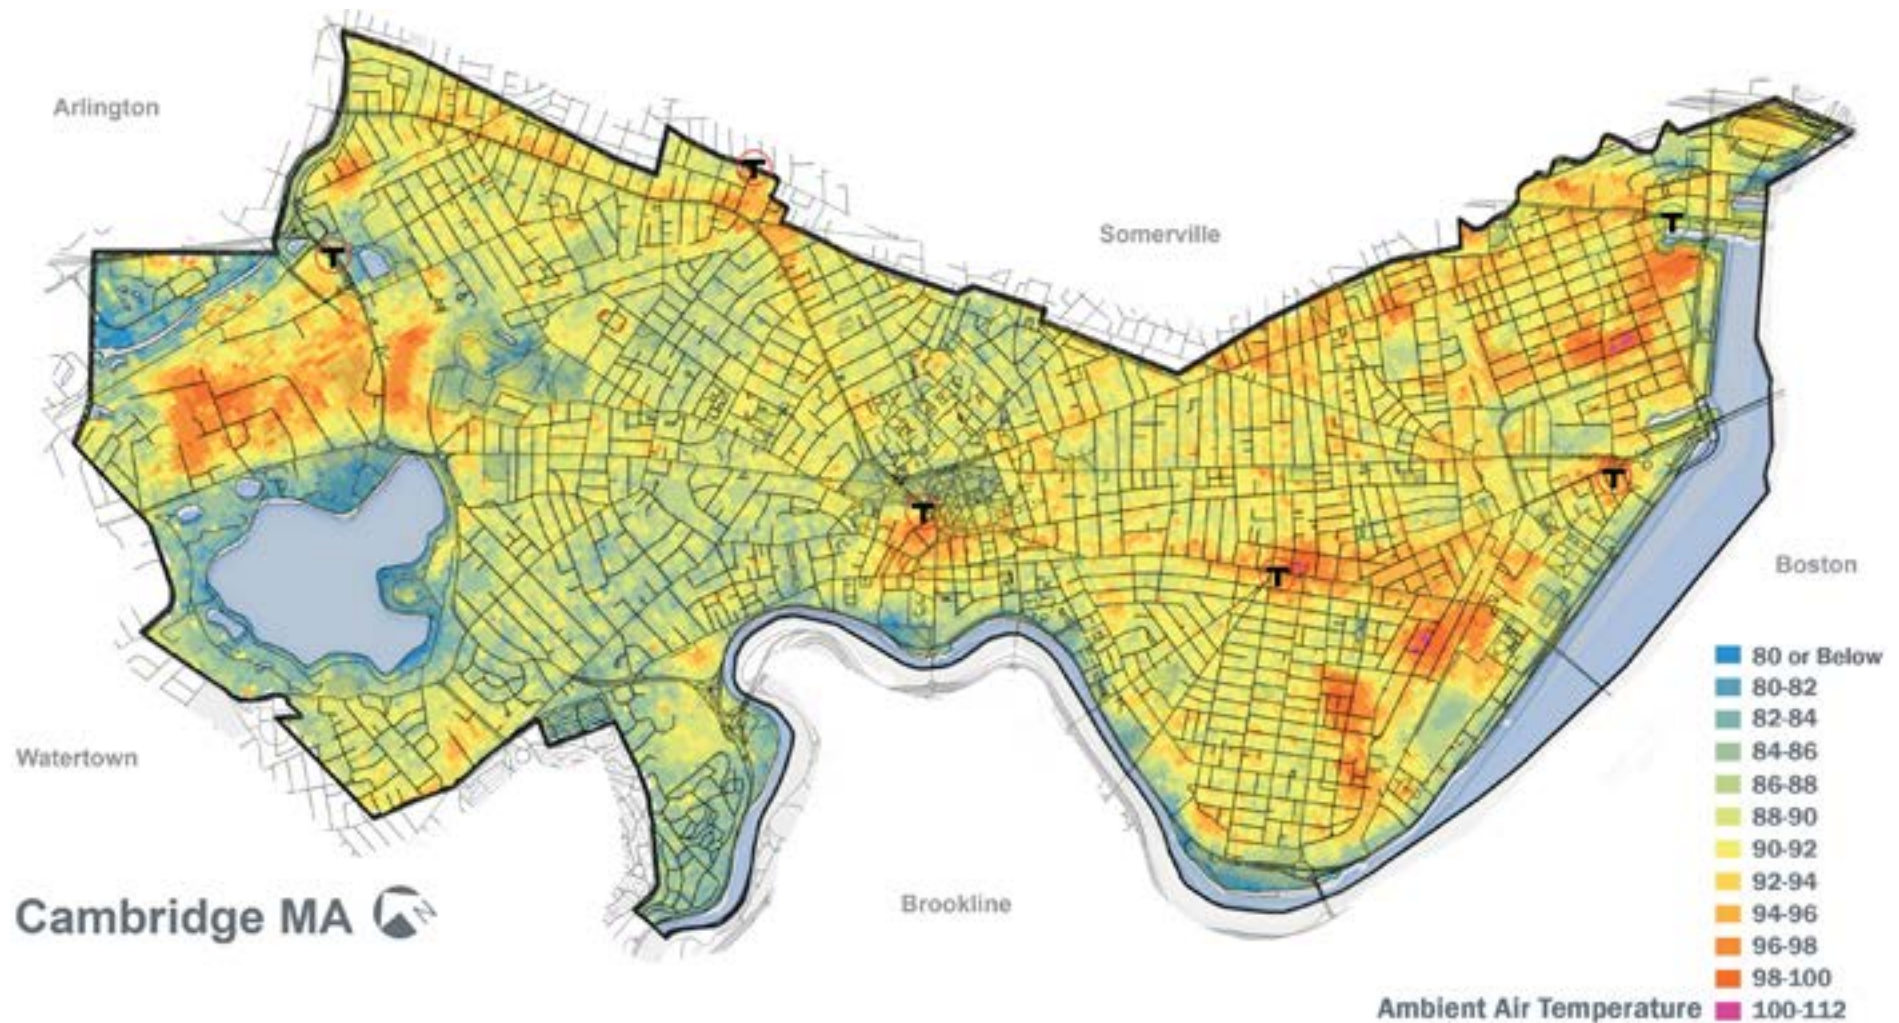 Arlington
Somerville
Boston
Watertown
Brookline
Cambridge MA
N
80 or Below
80-82
82-84
84-86
86-88
88-90
90-92
92-94
94-96
96-98
98-100
Ambient Air Temperature 100-112
T
T
T
T
T
T